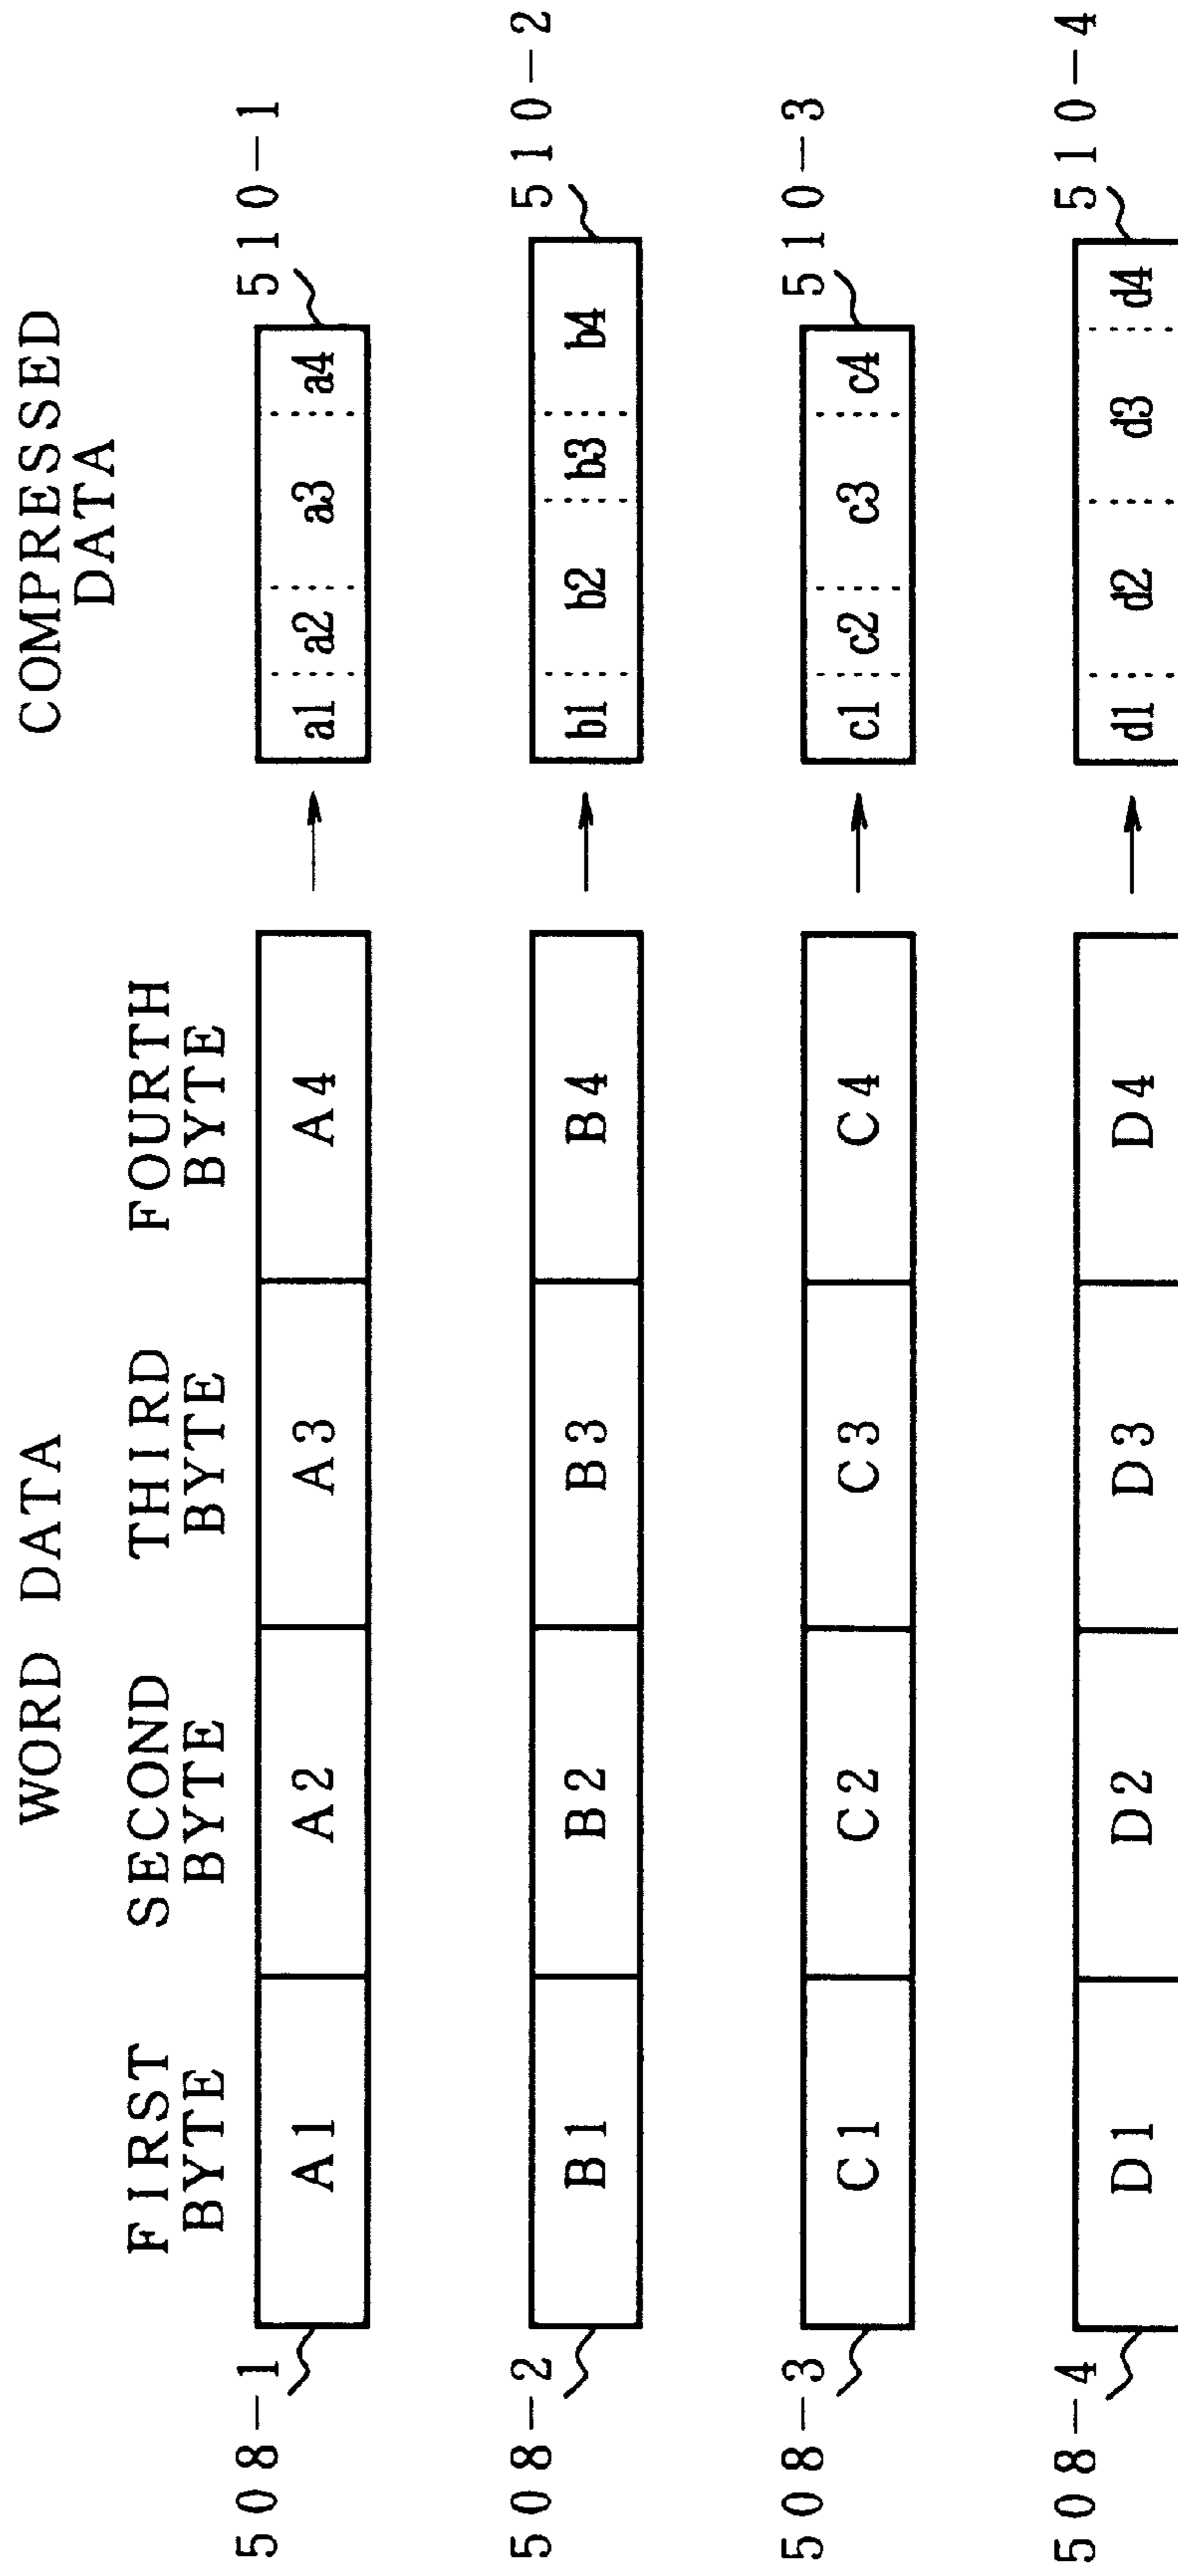 WORD DATA
COMPRESSED
DATA
FIRST
BYTE
SECOND
BYTE
THIRD
BYTE
FOURTH
BYTE
508-1
A1 A2 A3 A4
a1 a2 a3 a4
510-1
508-2
B1 B2 B3 B4
b1 b2 b3 b4
510-2
508-3
C1 C2 C3 C4
c1 c2 c3 c4
510-3
508-4
D1 D2 D3 D4
d1 d2 d3 d4
510-4